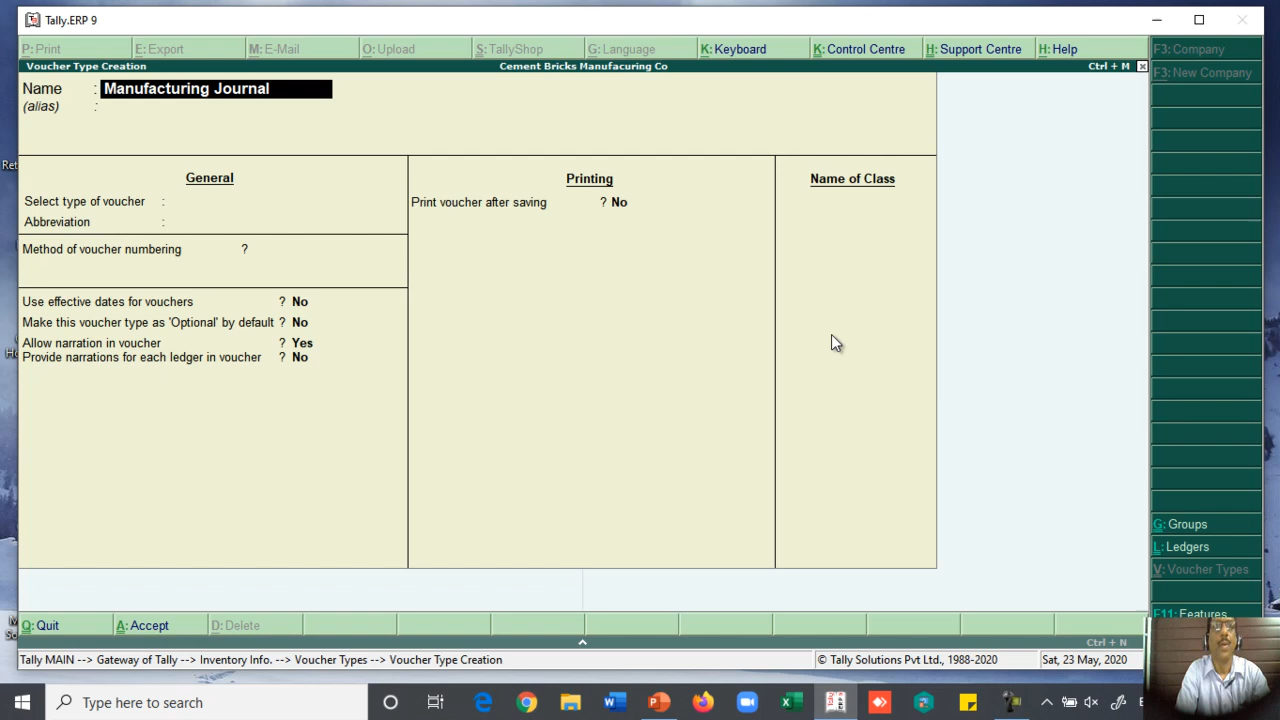 Tally.ERP 9
P: Print
E: Export
M: E-Mail
O: Upload
S: TallyShop
G: Language
K: Keyboard
K: Control Centre
H: Support Centre
H: Help
F3: Company
Voucher Type Creation
Cement Bricks Manufacuring Co
Ctrl + M
F3: New Company
Name : Manufacturing Journal
(alias) :
Ret
General
Printing
Name of Class
Select type of voucher :
Print voucher after saving ? No
Abbreviation :
Method of voucher numbering ?
Use effective dates for vouchers ? No
Make this voucher type as 'Optional' by default ? No
Allow narration in voucher ? Yes
Provide narrations for each ledger in voucher ? No
G: Groups
L: Ledgers
V: Voucher Types
F11: Features
Q: Quit
A: Accept
D: Delete
Ctrl + N
Tally MAIN --> Gateway of Tally --> Inventory Info. --> Voucher Types --> Voucher Type Creation
© Tally Solutions Pvt Ltd., 1988-2020
Sat, 23 May, 2020
Type here to search